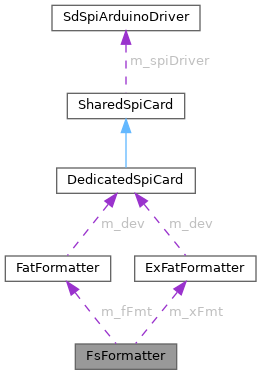 SdSpiArduinoDriver
m_spiDriver
SharedSpiCard
DedicatedSpiCard
m_dev m_dev
FatFormatter ExFatFormatter
m_fFmt m_xFmt
FsFormatter